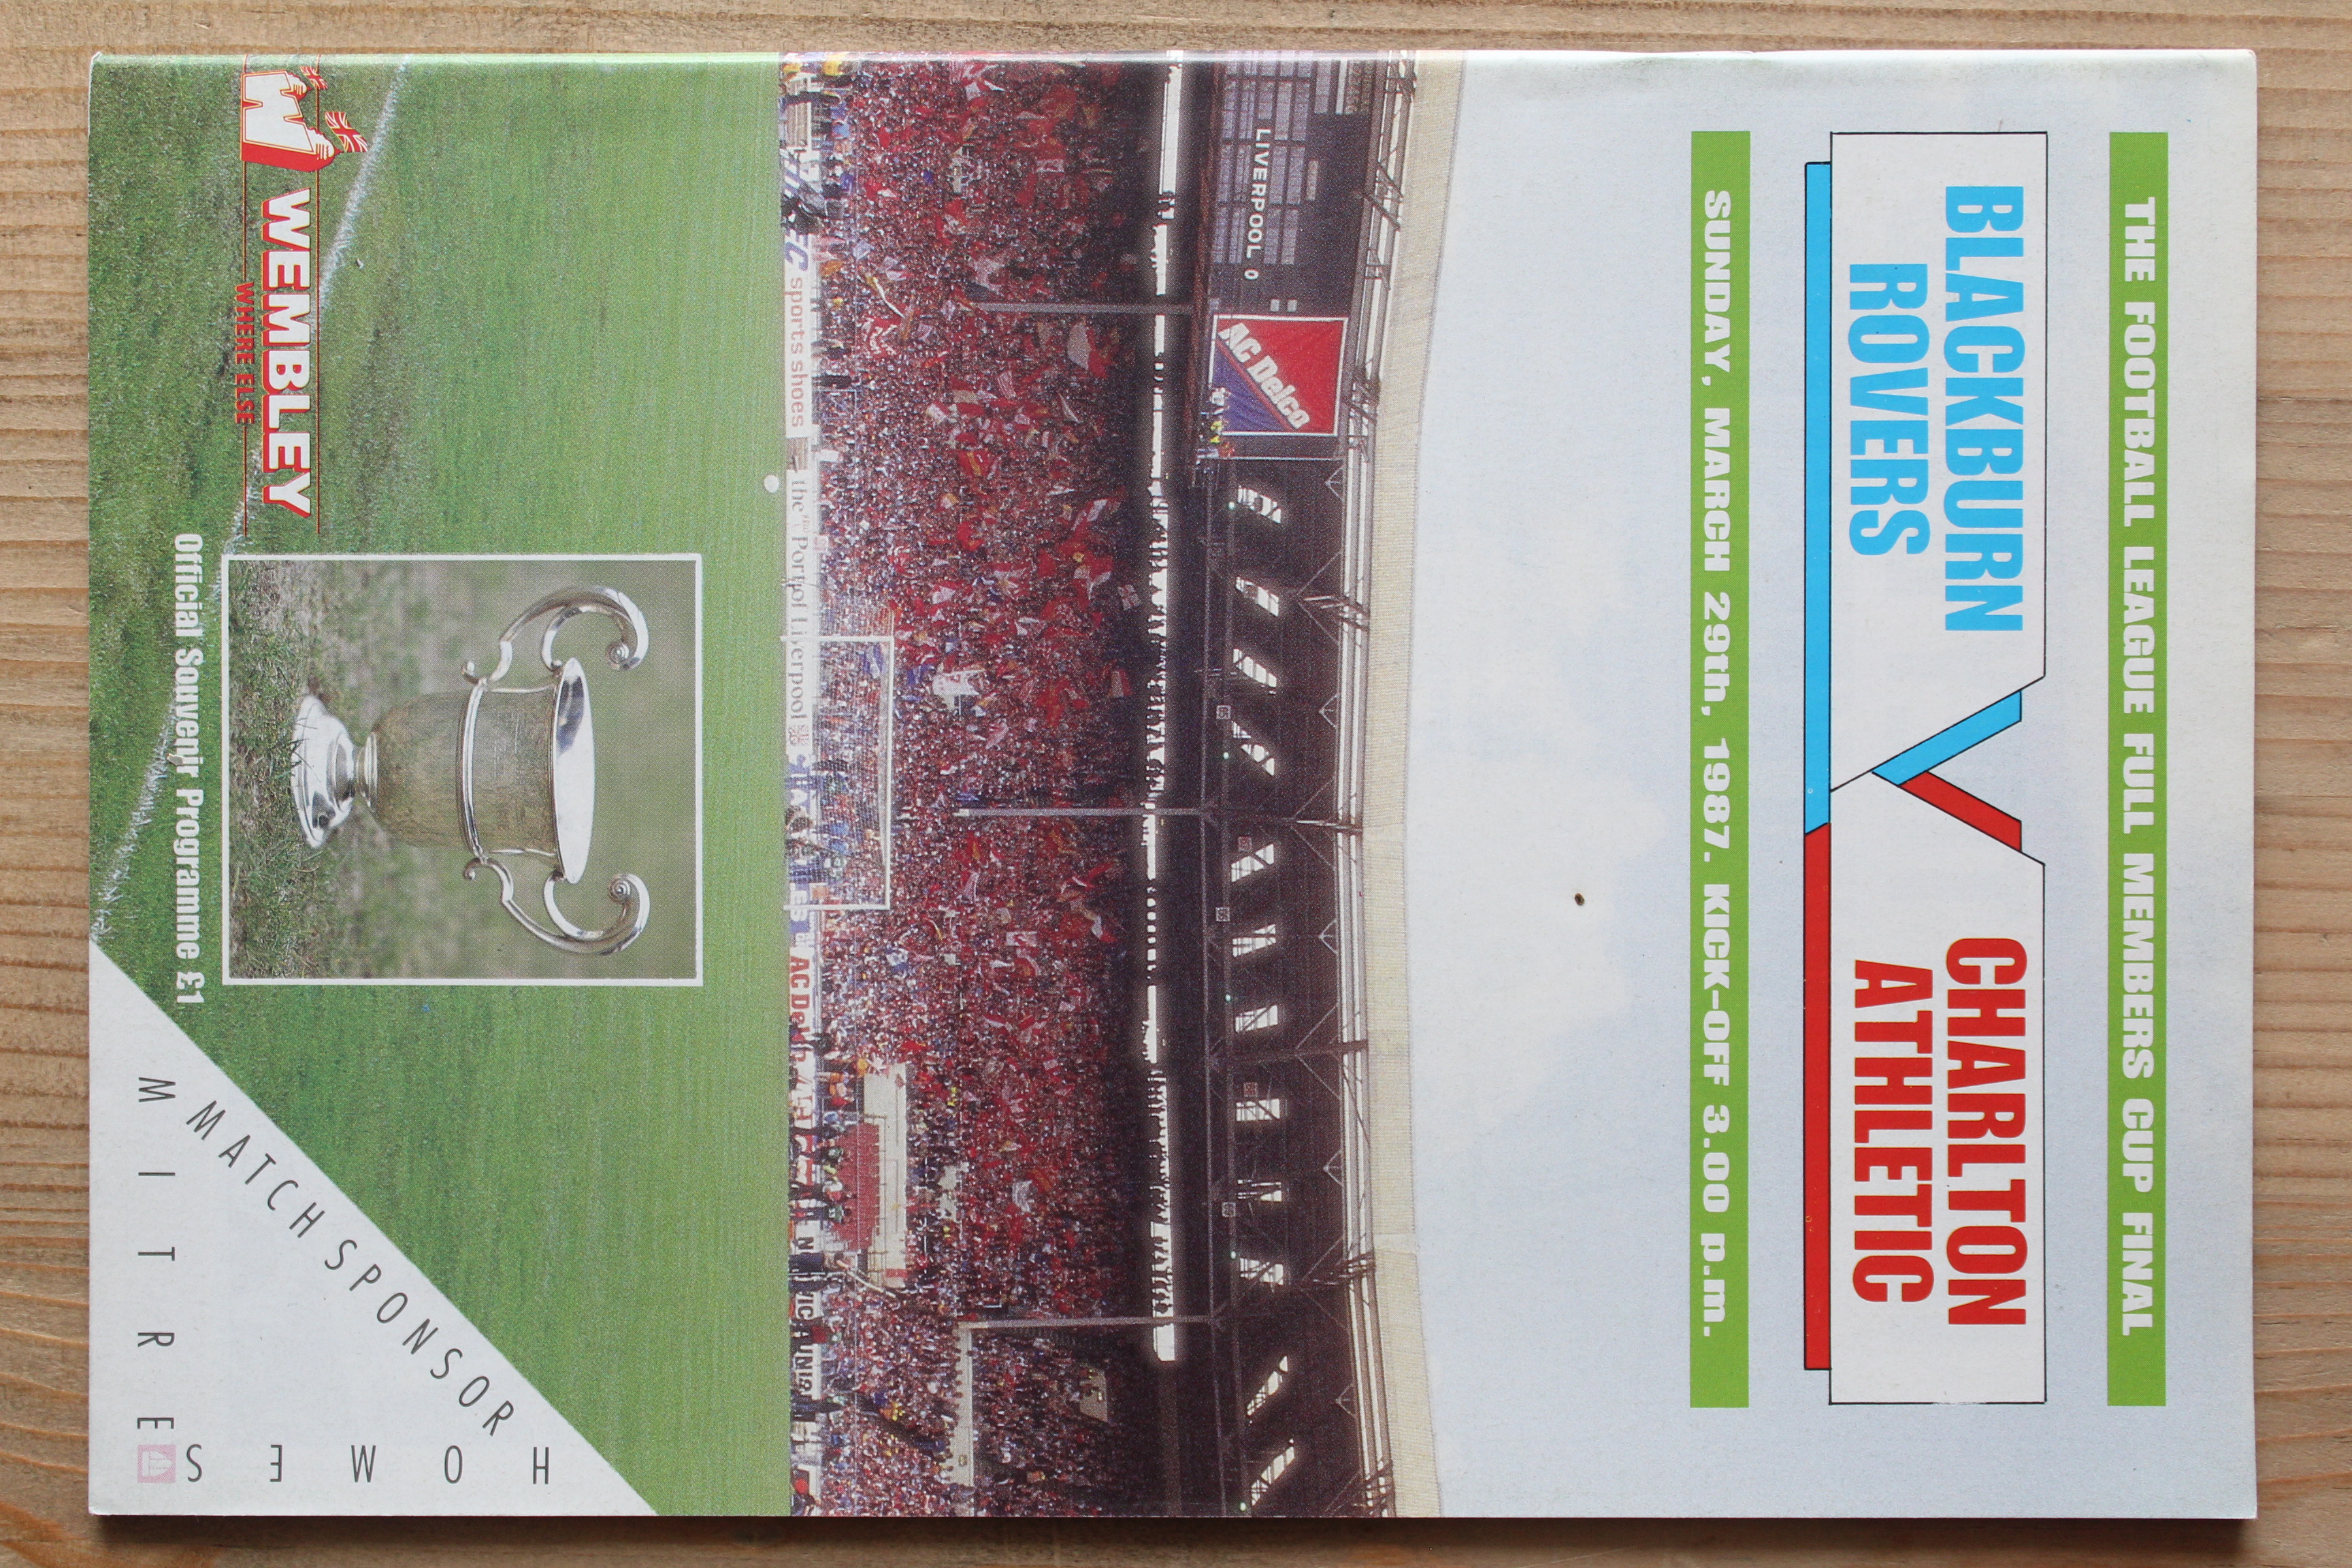 THE FOOTBALL LEAGUE FULL MEMBERS CUP FINAL
BLACKBURN
ROVERS
V
CHARLTON
ATHLETIC
SUNDAY, MARCH 29th, 1987. KICK-OFF 3.00 p.m.
LIVERPOOL 0
AC Delco
sports shoes
the Port of Liverpool
AC Delco
WEMBLEY
WHERE ELSE
Official Souvenir Programme £1
MATCH SPONSOR
MITRE
HOMES